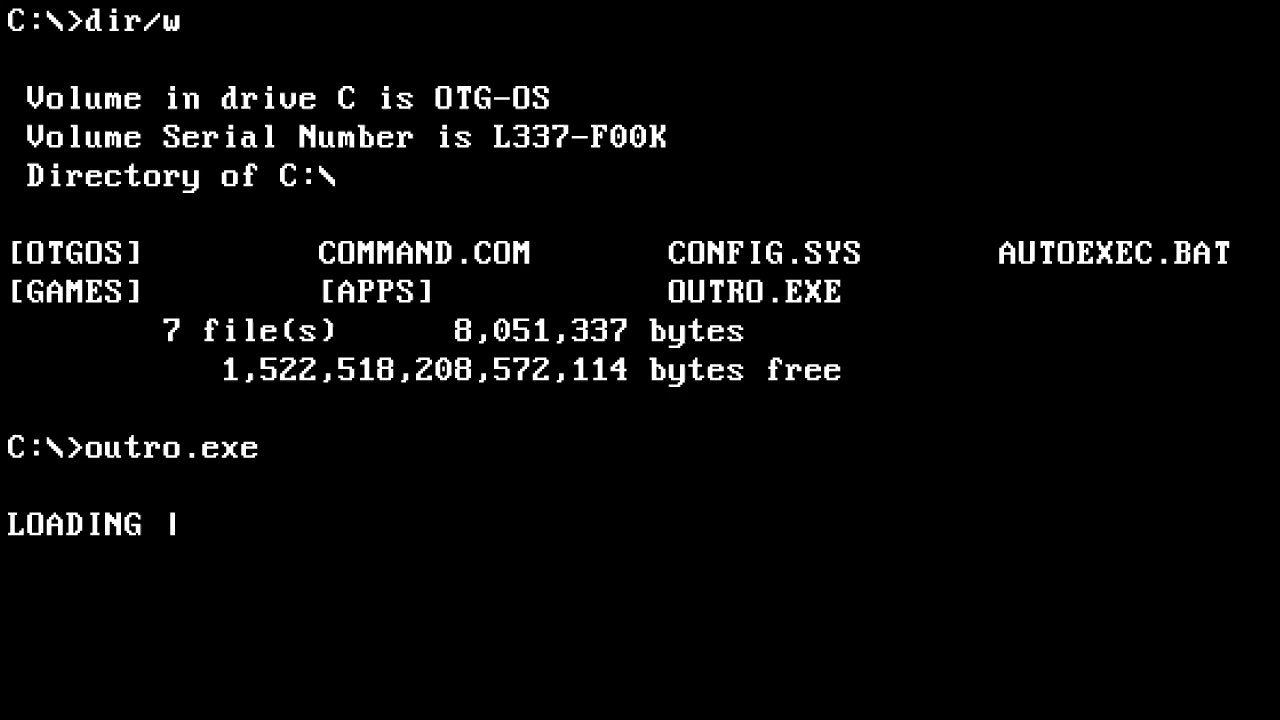 C:\>dir/w
Volume in drive C is OTG-OS
Volume Serial Number is L337-F00K
Directory of C:\
[OTGOS] COMMAND.COM CONFIG.SYS AUTOEXEC.BAT
[GAMES] [APPS] OUTRO.EXE
7 file(s) 8,051,337 bytes
1,522,518,208,572,114 bytes free
C:\>outro.exe
LOADING |